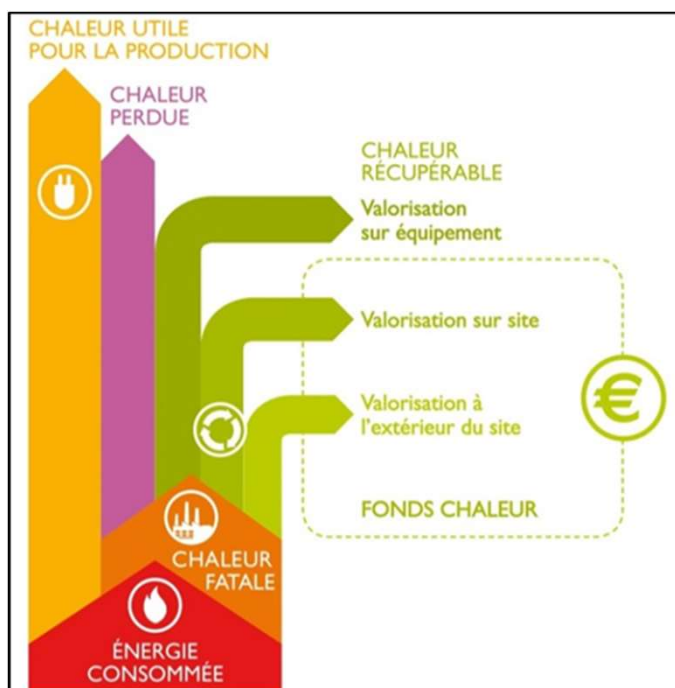 CHALEUR UTILE
POUR LA PRODUCTION
CHALEUR
PERDUE
CHALEUR
RÉCUPÉRABLE
Valorisation
sur équipement
Valorisation sur site
Valorisation à
l'extérieur du site
€
FONDS CHALEUR
CHALEUR
FATALE
ÉNERGIE
CONSOMMÉE